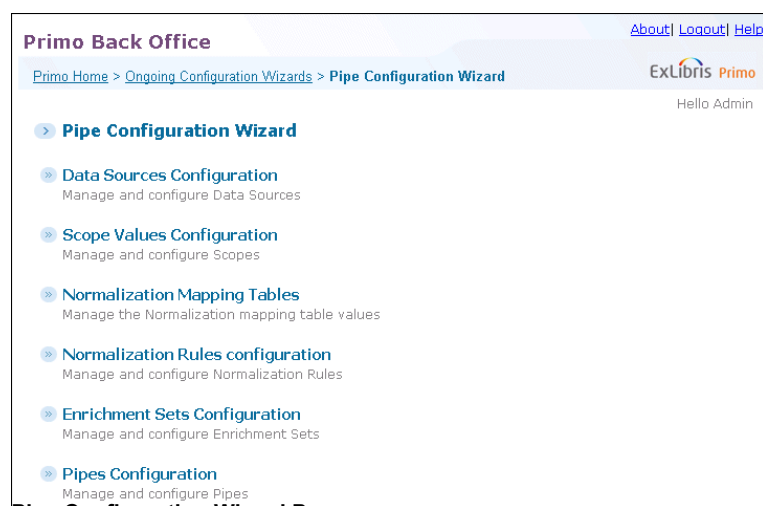 About| Logout| Help
Primo Back Office
Primo Home > Ongoing Configuration Wizards > Pipe Configuration Wizard
ExLibris Primo
Hello Admin
Pipe Configuration Wizard
Data Sources Configuration
Manage and configure Data Sources
Scope Values Configuration
Manage and configure Scopes
Normalization Mapping Tables
Manage the Normalization mapping table values
Normalization Rules configuration
Manage and configure Normalization Rules
Enrichment Sets Configuration
Manage and configure Enrichment Sets
Pipes Configuration
Manage and configure Pipes